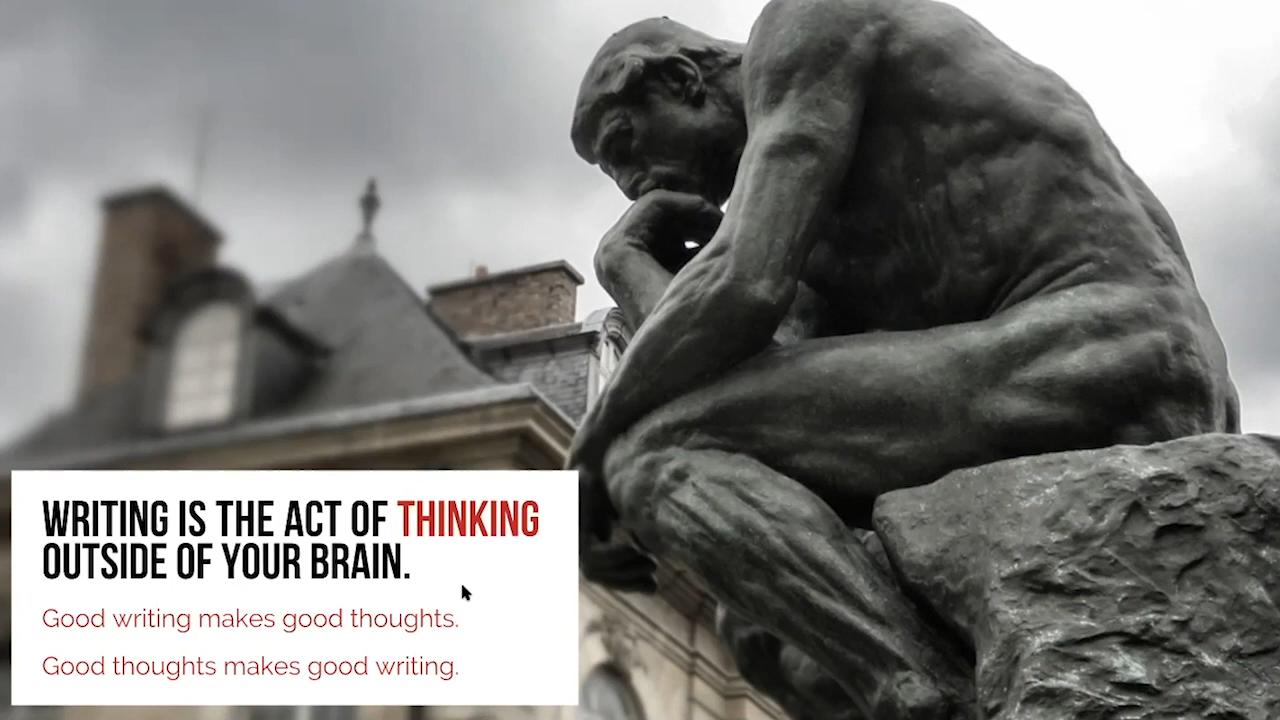 WRITING IS THE ACT OF THINKING
OUTSIDE OF YOUR BRAIN.
Good writing makes good thoughts.
Good thoughts makes good writing.